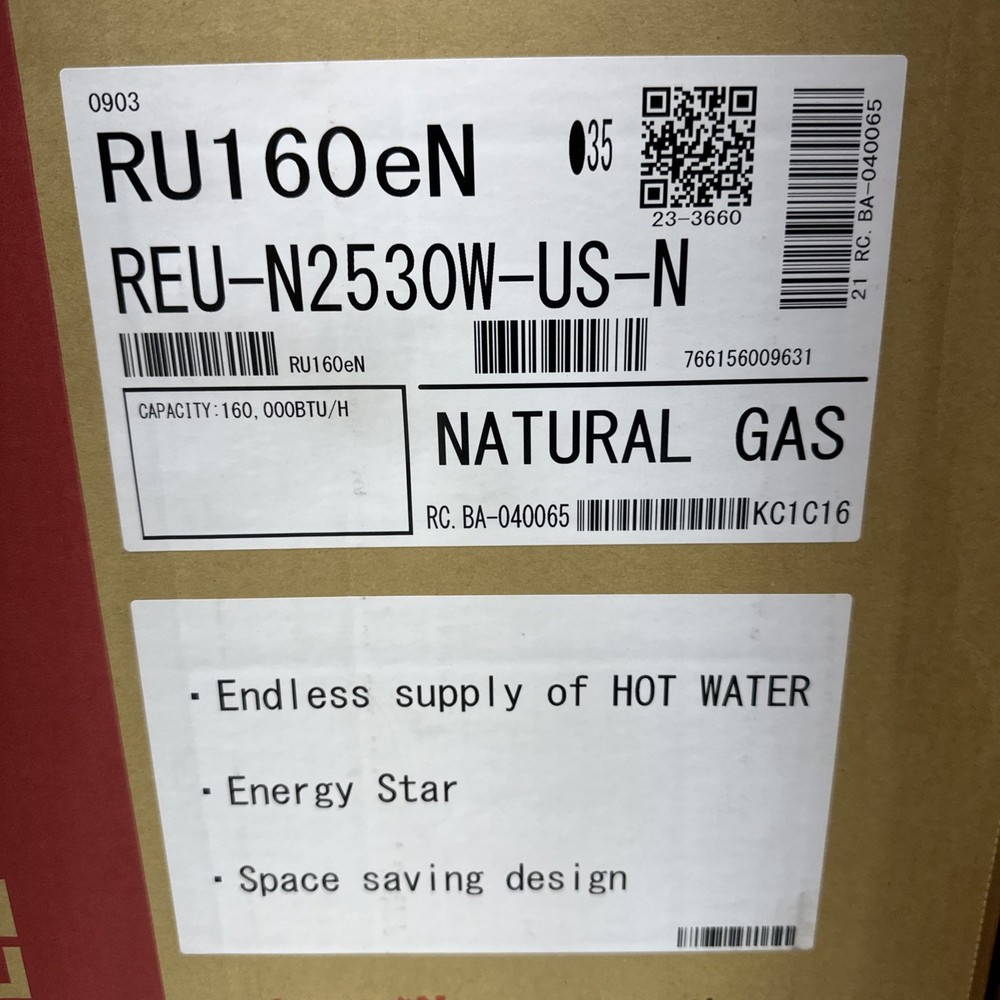 0903
RU160eN
35
23-3660
21 RC. BA-040065
REU-N2530W-US-N
RU160eN
766156009631
CAPACITY:160,000BTU/H
NATURAL GAS
RC. BA-040065
KC1C16
· Endless supply of HOT WATER
· Energy Star
· Space saving design